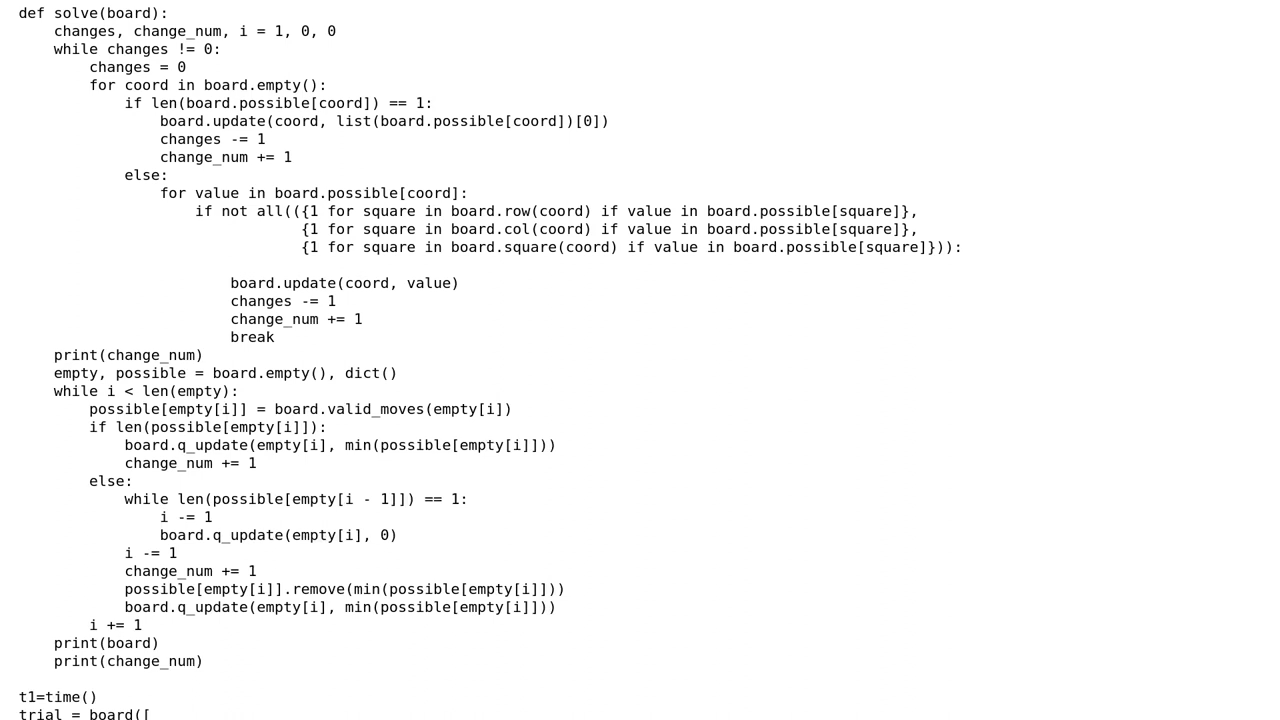 def solve(board):
    changes, change_num, i = 1, 0, 0
    while changes != 0:
        changes = 0
        for coord in board.empty():
            if len(board.possible[coord]) == 1:
                board.update(coord, list(board.possible[coord])[0])
                changes -= 1
                change_num += 1
            else:
                for value in board.possible[coord]:
                    if not all(({1 for square in board.row(coord) if value in board.possible[square]},
                                {1 for square in board.col(coord) if value in board.possible[square]},
                                {1 for square in board.square(coord) if value in board.possible[square]})):

                        board.update(coord, value)
                        changes -= 1
                        change_num += 1
                        break
    print(change_num)
    empty, possible = board.empty(), dict()
    while i < len(empty):
        possible[empty[i]] = board.valid_moves(empty[i])
        if len(possible[empty[i]]):
            board.q_update(empty[i], min(possible[empty[i]]))
            change_num += 1
        else:
            while len(possible[empty[i - 1]]) == 1:
                i -= 1
                board.q_update(empty[i], 0)
            i -= 1
            change_num += 1
            possible[empty[i]].remove(min(possible[empty[i]]))
            board.q_update(empty[i], min(possible[empty[i]]))
        i += 1
    print(board)
    print(change_num)

t1=time()
trial = board([